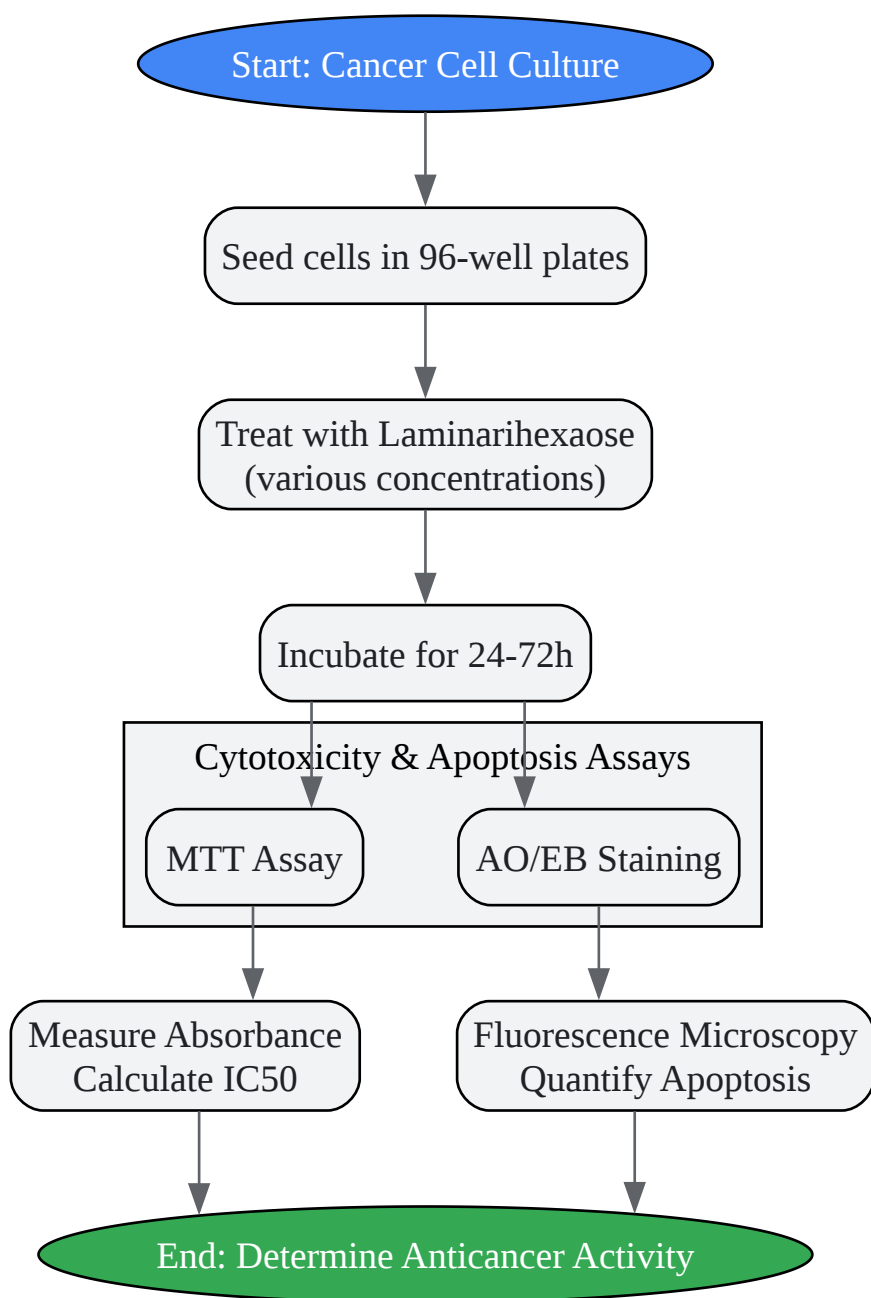 Start: Cancer Cell Culture
Seed cells in 96-well plates
Treat with Laminarihexaose
(various concentrations)
Incubate for 24-72h
Cytotoxicity & Apoptosis Assays
MTT Assay
AO/EB Staining
Measure Absorbance
Calculate IC50
Fluorescence Microscopy
Quantify Apoptosis
End: Determine Anticancer Activity